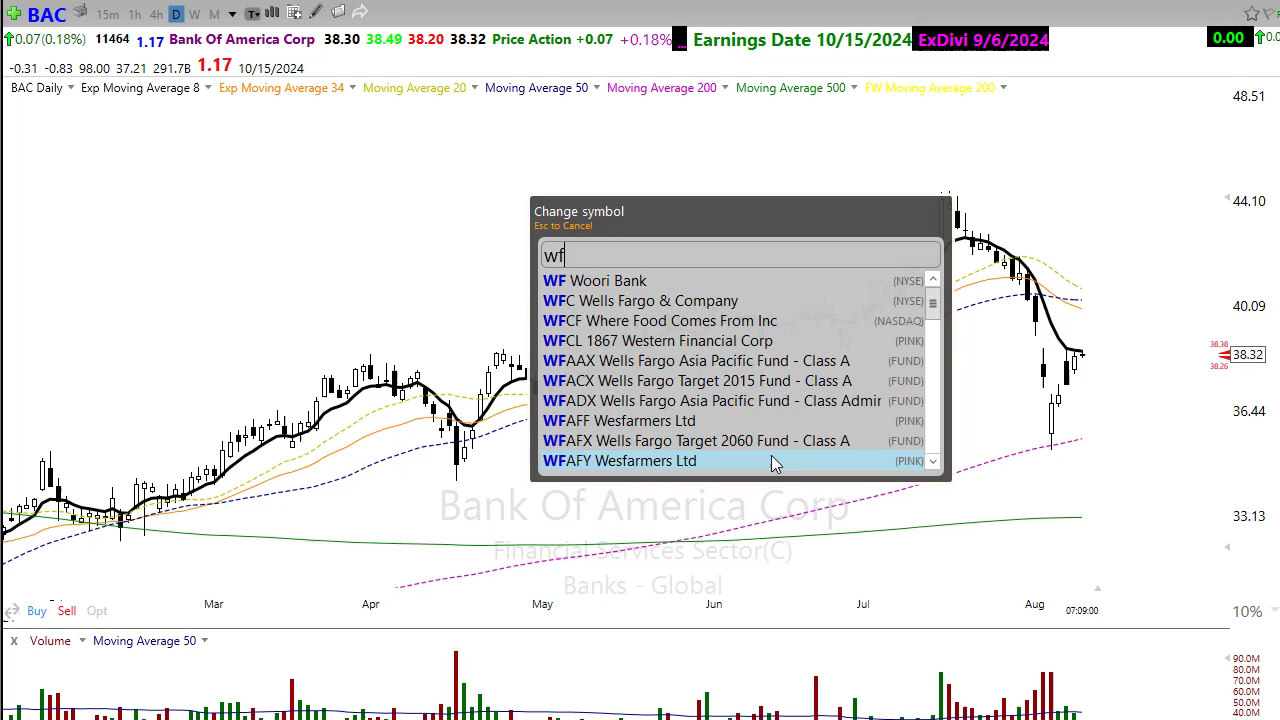 BAC 15m 1h 4h D W M T
0.07(0.18%) 11464 1.17 Bank Of America Corp 38.30 38.49 38.20 38.32 Price Action +0.07 +0.18% ... Earnings Date 10/15/2024 ExDivi 9/6/2024 0.00
-0.31 -0.83 98.00 37.21 291.7B 1.17 10/15/2024
BAC Daily Exp Moving Average 8 Exp Moving Average 34 Moving Average 20 Moving Average 50 Moving Average 200 Moving Average 500 FW Moving Average 200
48.51
Change symbol
Esc to Cancel
wf
WF Woori Bank (NYSE)
WFC Wells Fargo & Company (NYSE)
WFCF Where Food Comes From Inc (NASDAQ)
WFCL 1867 Western Financial Corp (PINK)
WFAAX Wells Fargo Asia Pacific Fund - Class A (FUND)
WFACX Wells Fargo Target 2015 Fund - Class A (FUND)
WFADX Wells Fargo Asia Pacific Fund - Class Admir (FUND)
WFAFF Wesfarmers Ltd (PINK)
WFAFX Wells Fargo Target 2060 Fund - Class A (FUND)
WFAFY Wesfarmers Ltd (PINK)
44.10
40.09
38.38
38.32
38.26
36.44
33.13
Bank Of America Corp
Financial Services Sector(C)
Banks - Global
Mar Apr May Jun Jul Aug 07:09:00
Buy Sell Opt 10%
X Volume Moving Average 50
90.0M
80.0M
70.0M
60.0M
50.0M
40.0M